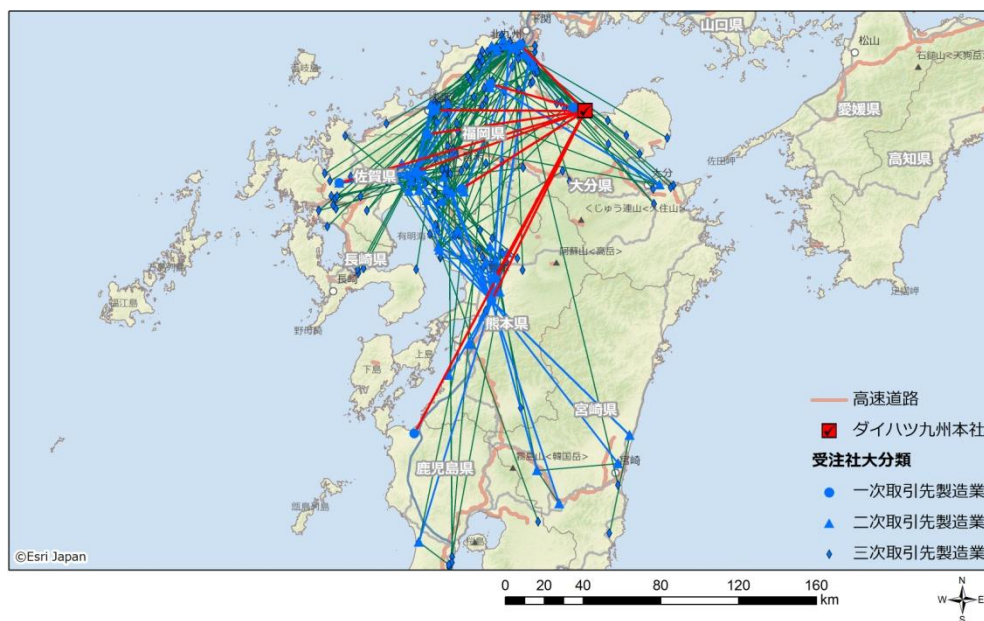 下関
北九州
山口県
松山
石鎚山<天狗岳>
愛媛県
高知県
福岡県
佐賀県
大分
大分県
佐田岬
くじゅう連山<久住山>
有明海
阿蘇山<高岳>
長崎県
長崎
福江島
足摺岬
野母崎
熊本県
上島
下島
宮崎県
霧島山<韓国岳>
宮崎
鹿児島県
高速道路
ダイハツ九州本社
受注社大分類
一次取引先製造業
二次取引先製造業
三次取引先製造業
©Esri Japan
0 20 40 80 120 160
km
N
W E
S